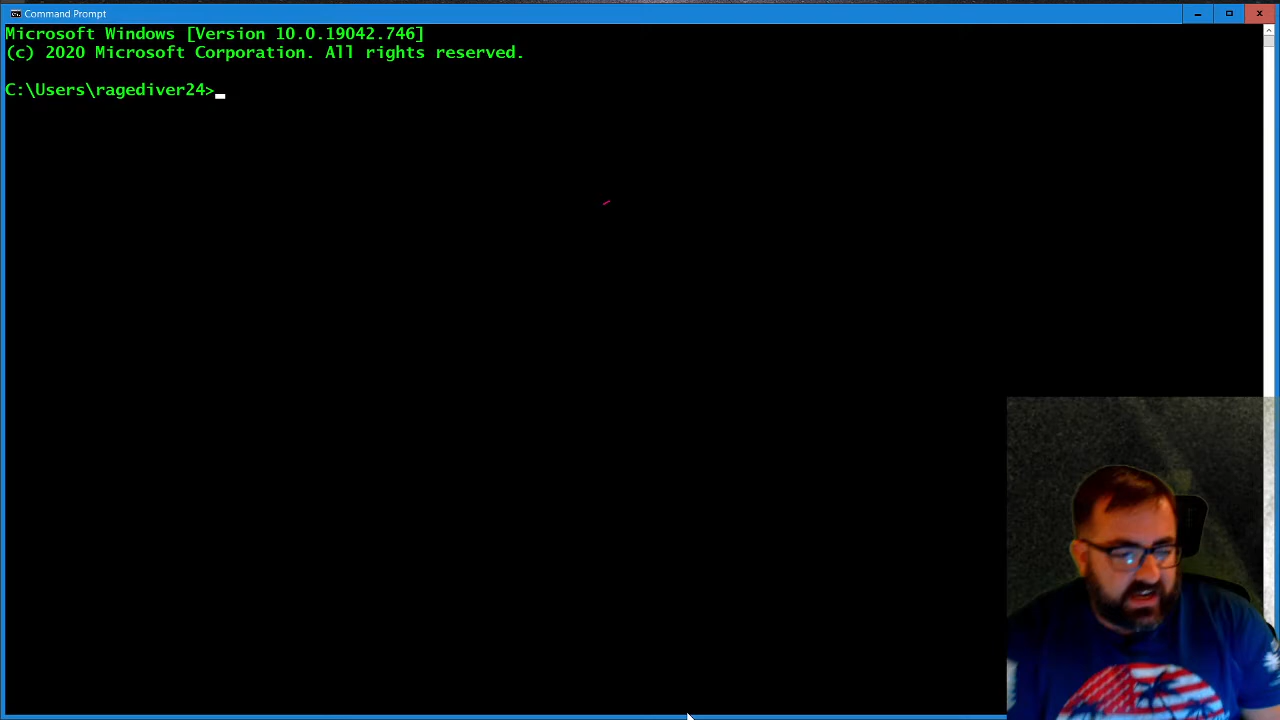 Command Prompt
Microsoft Windows [Version 10.0.19042.746]
(c) 2020 Microsoft Corporation. All rights reserved.
C:\Users\ragediver24>